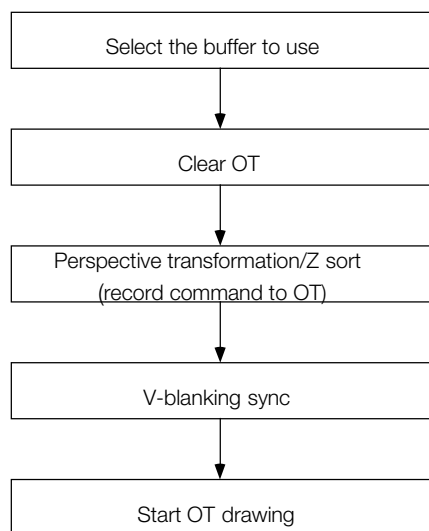 Select the buffer to use
Clear OT
Perspective transformation/Z sort
(record command to OT)
V-blanking sync
Start OT drawing